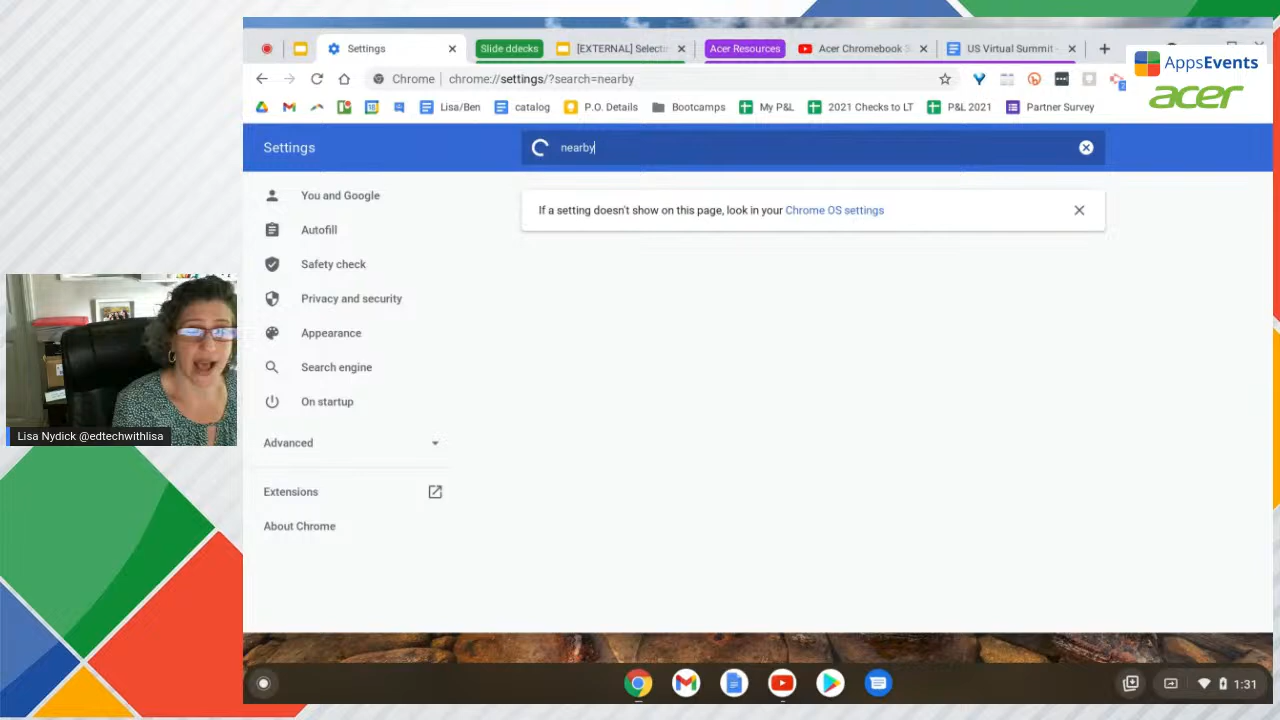 Settings
Slide ddecks
[EXTERNAL] Selecti
Acer Resources
Acer Chromebook
US Virtual Summit
AppsEvents
acer
Chrome
chrome://settings/?search=nearby
2
Lisa/Ben
catalog
P.O. Details
Bootcamps
My P&L
2021 Checks to LT
P&L 2021
Partner Survey
Settings
nearby
You and Google
If a setting doesn't show on this page, look in your Chrome OS settings
Autofill
Safety check
Privacy and security
Appearance
Search engine
On startup
Lisa Nydick @edtechwithlisa
Advanced
Extensions
About Chrome
1:31